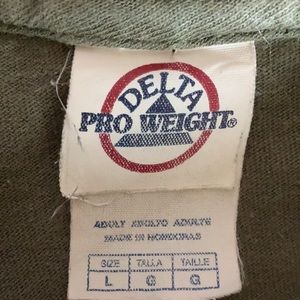 DELTA
PRO WEIGHT®
ADULT ADULTO ADULTE
MADE IN HONDURAS
SIZE TALLA TAILLE
L G G